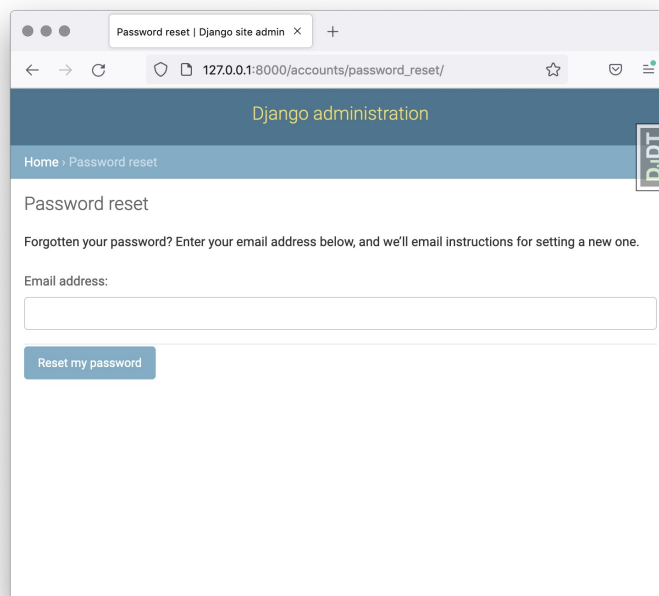 Password reset | Django site admin
127.0.0.1:8000/accounts/password_reset/
Django administration
Home › Password reset
Password reset
Forgotten your password? Enter your email address below, and we’ll email instructions for setting a new one.
Email address:
Reset my password
DJDT